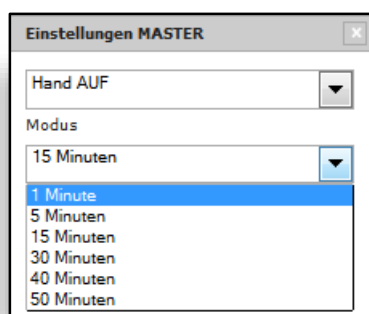 Einstellungen MASTER
Hand AUF
Modus
15 Minuten
1 Minute
5 Minuten
15 Minuten
30 Minuten
40 Minuten
50 Minuten